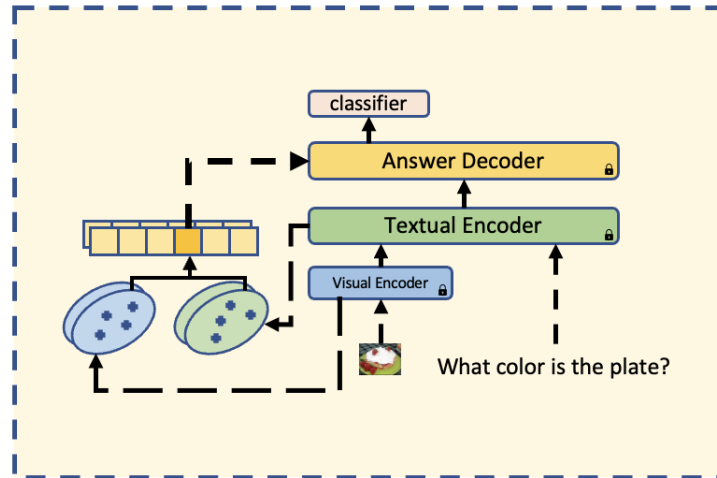 classifier
Answer Decoder
Textual Encoder
Visual Encoder
What color is the plate?